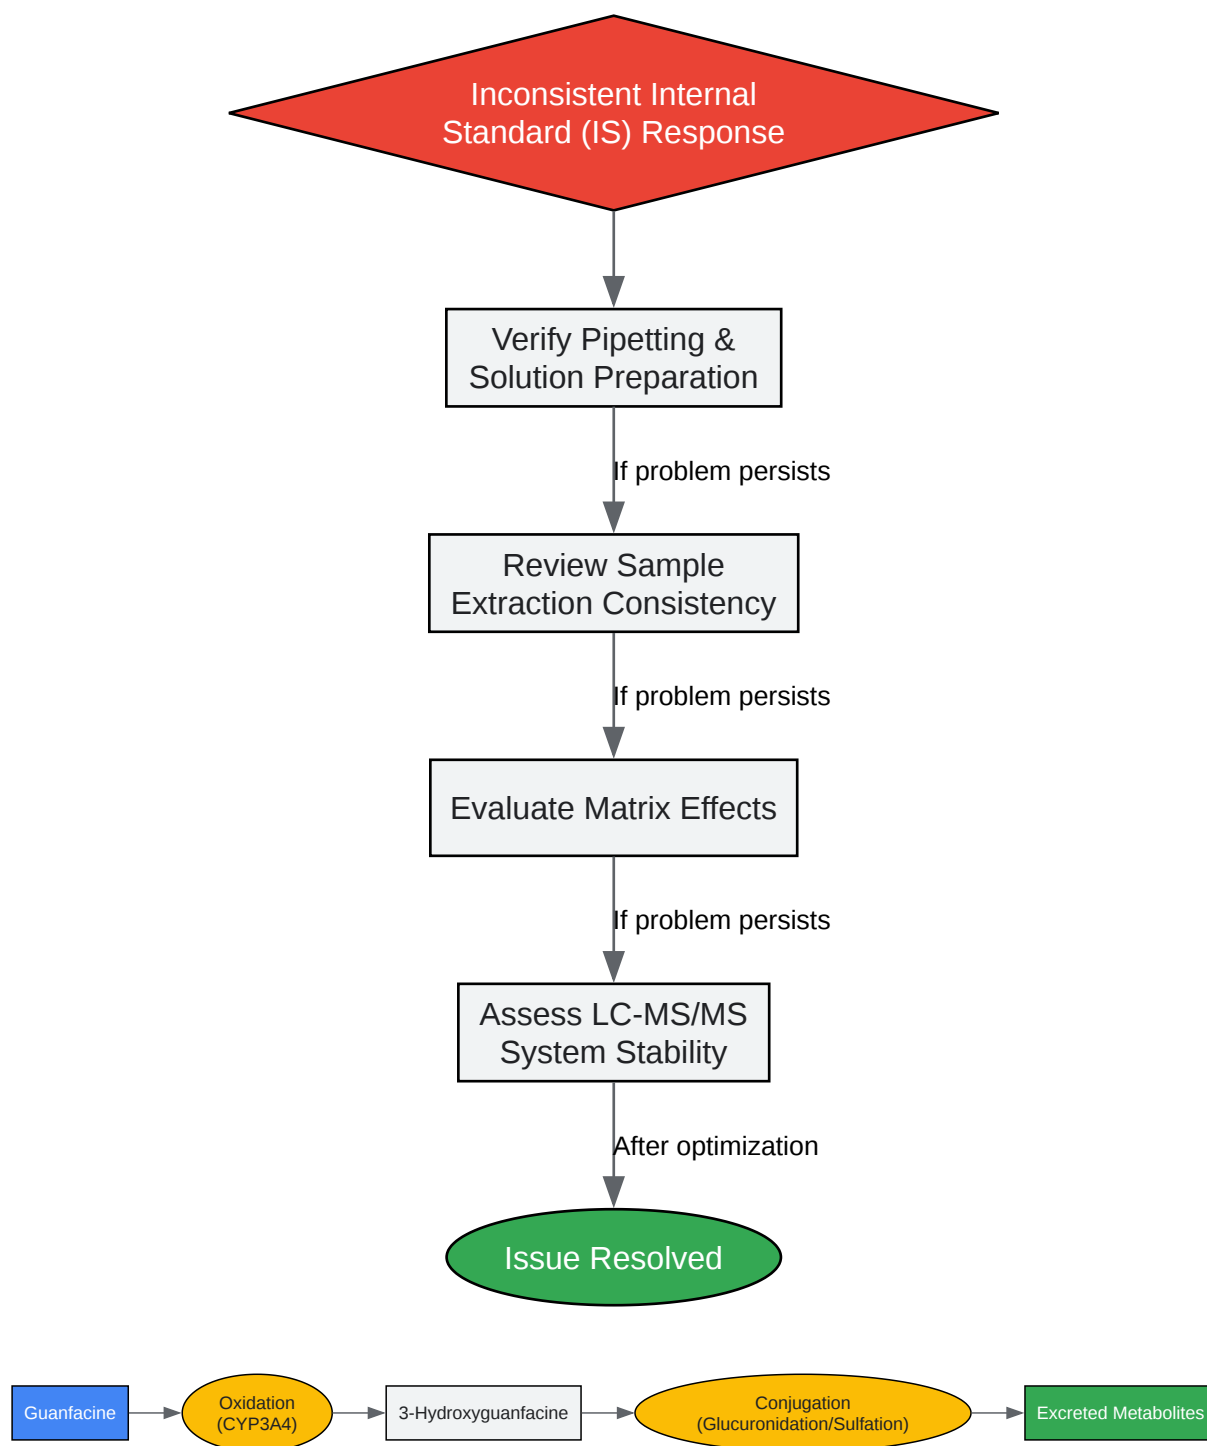 Inconsistent Internal
Standard (IS) Response
Verify Pipetting &
Solution Preparation
If problem persists
Review Sample
Extraction Consistency
If problem persists
Evaluate Matrix Effects
If problem persists
Assess LC-MS/MS
System Stability
After optimization
Issue Resolved
Guanfacine
Oxidation
(CYP3A4)
3-Hydroxyguanfacine
Conjugation
(Glucuronidation/Sulfation)
Excreted Metabolites